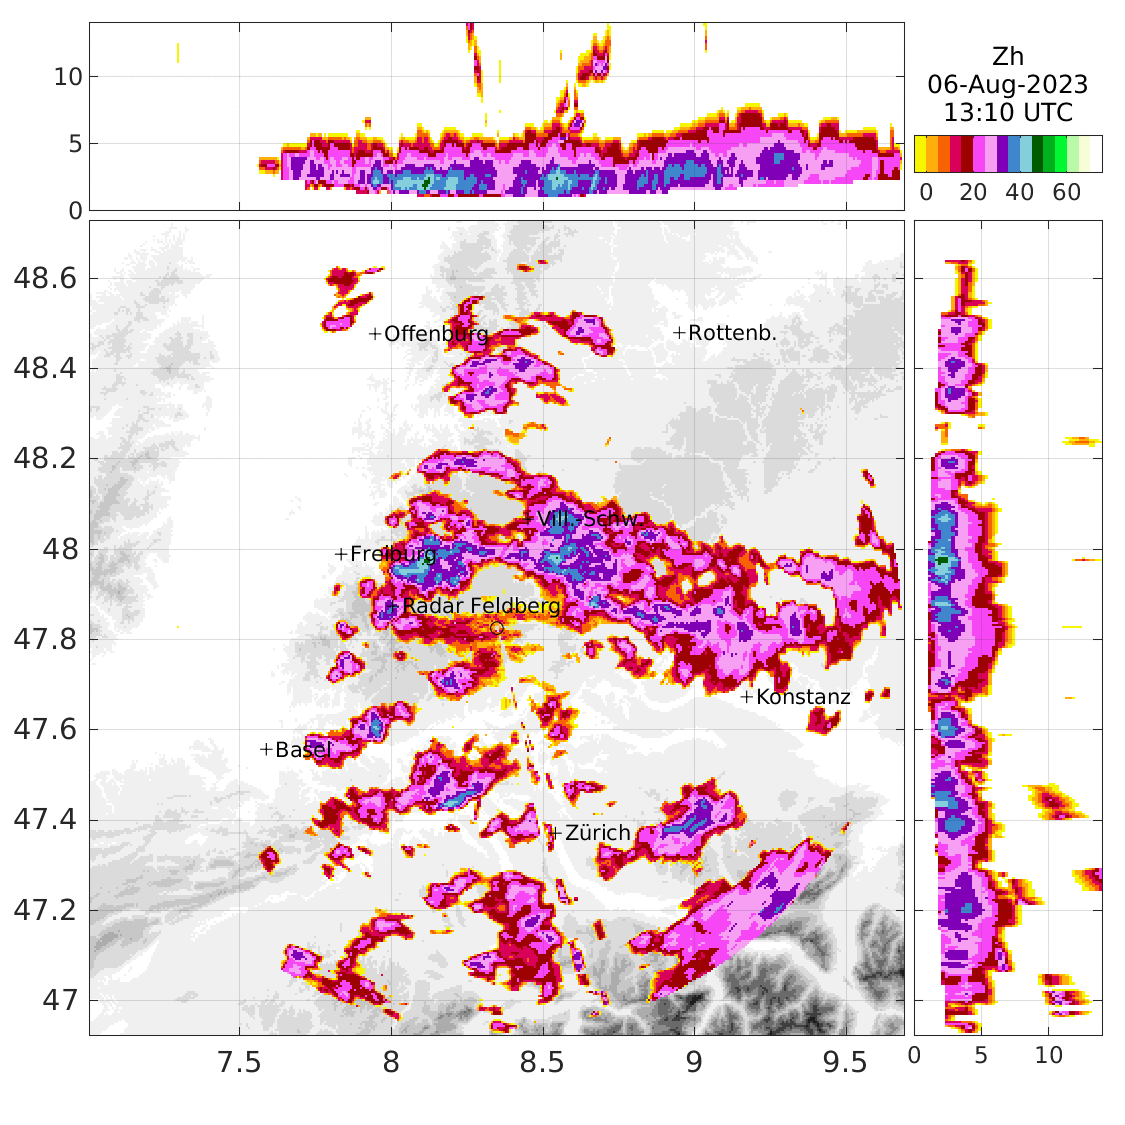 10
5
0
Zh
06-Aug-2023
13:10 UTC
0 20 40 60
48.6
48.4
48.2
48
47.8
47.6
47.4
47.2
47
+Offenburg
+Rottenb.
+Vill.-Schw.
+Freiburg
+Radar Feldberg
+Konstanz
+Basel
+Zürich
7.5 8 8.5 9 9.5
0 5 10